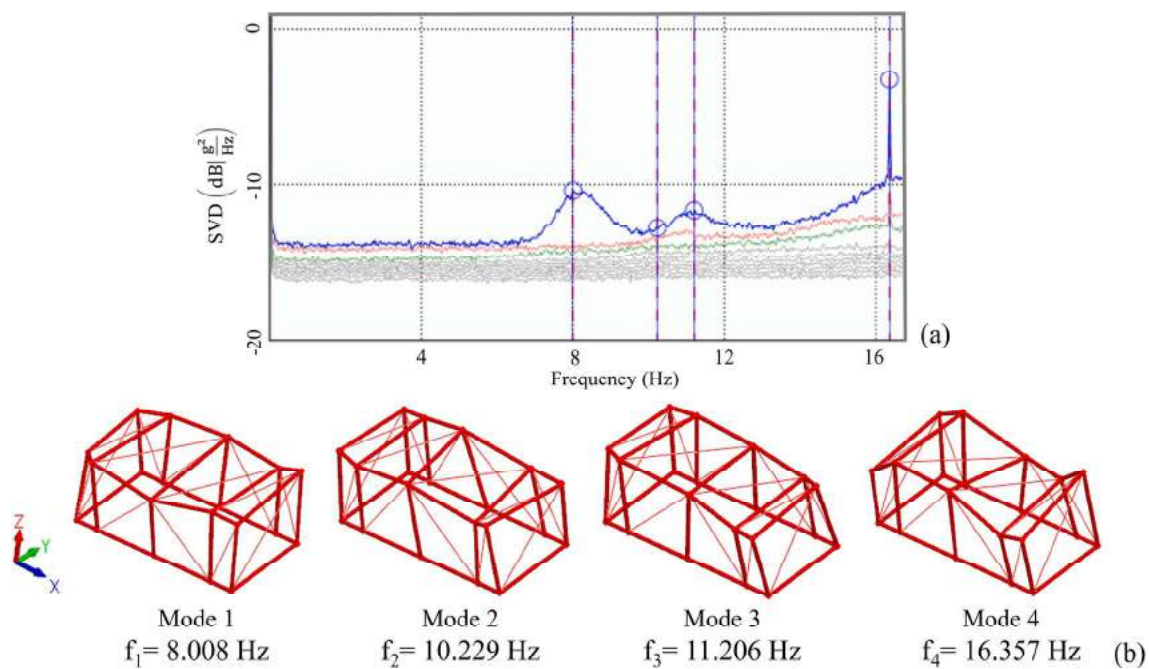 0
-10
-20
SVD (dB| g²/Hz)
4
8
12
16
Frequency (Hz)
(a)
Z
Y
X
Mode 1
Mode 2
Mode 3
Mode 4
f₁= 8.008 Hz
f₂= 10.229 Hz
f₃= 11.206 Hz
f₄= 16.357 Hz
(b)